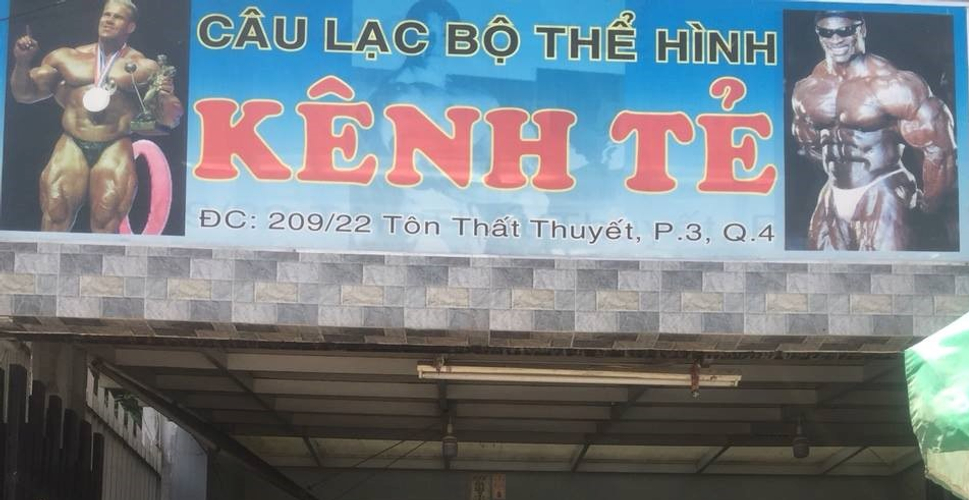 CÂU LẠC BỘ THỂ HÌNH
KÊNH TẺ
ĐC: 209/22 Tôn Thất Thuyết, P.3, Q.4